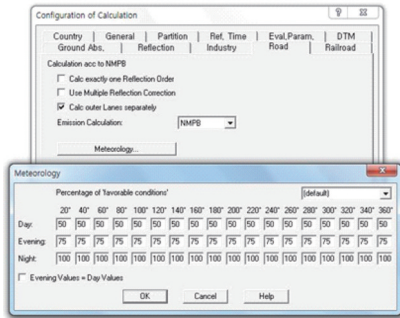 Configuration of Calculation
Country General Partition Ref. Time Eval.Param. DTM
Ground Abs. Reflection Industry Road Railroad
Calculation acc to NMPB
Calc exactly one Reflection Order
Use Multiple Reflection Correction
Calc outer Lanes separately
Emission Calculation: NMPB
Meteorology...
Meteorology
Percentage of 'favorable conditions' (default)
20° 40° 60° 80° 100° 120° 140° 160° 180° 200° 220° 240° 260° 280° 300° 320° 340° 360°
Day: 50 50 50 50 50 50 50 50 50 50 50 50 50 50 50 50 50 50
Evening: 75 75 75 75 75 75 75 75 75 75 75 75 75 75 75 75 75 75
Night: 100 100 100 100 100 100 100 100 100 100 100 100 100 100 100 100 100 100
Evening Values = Day Values
OK Cancel Help